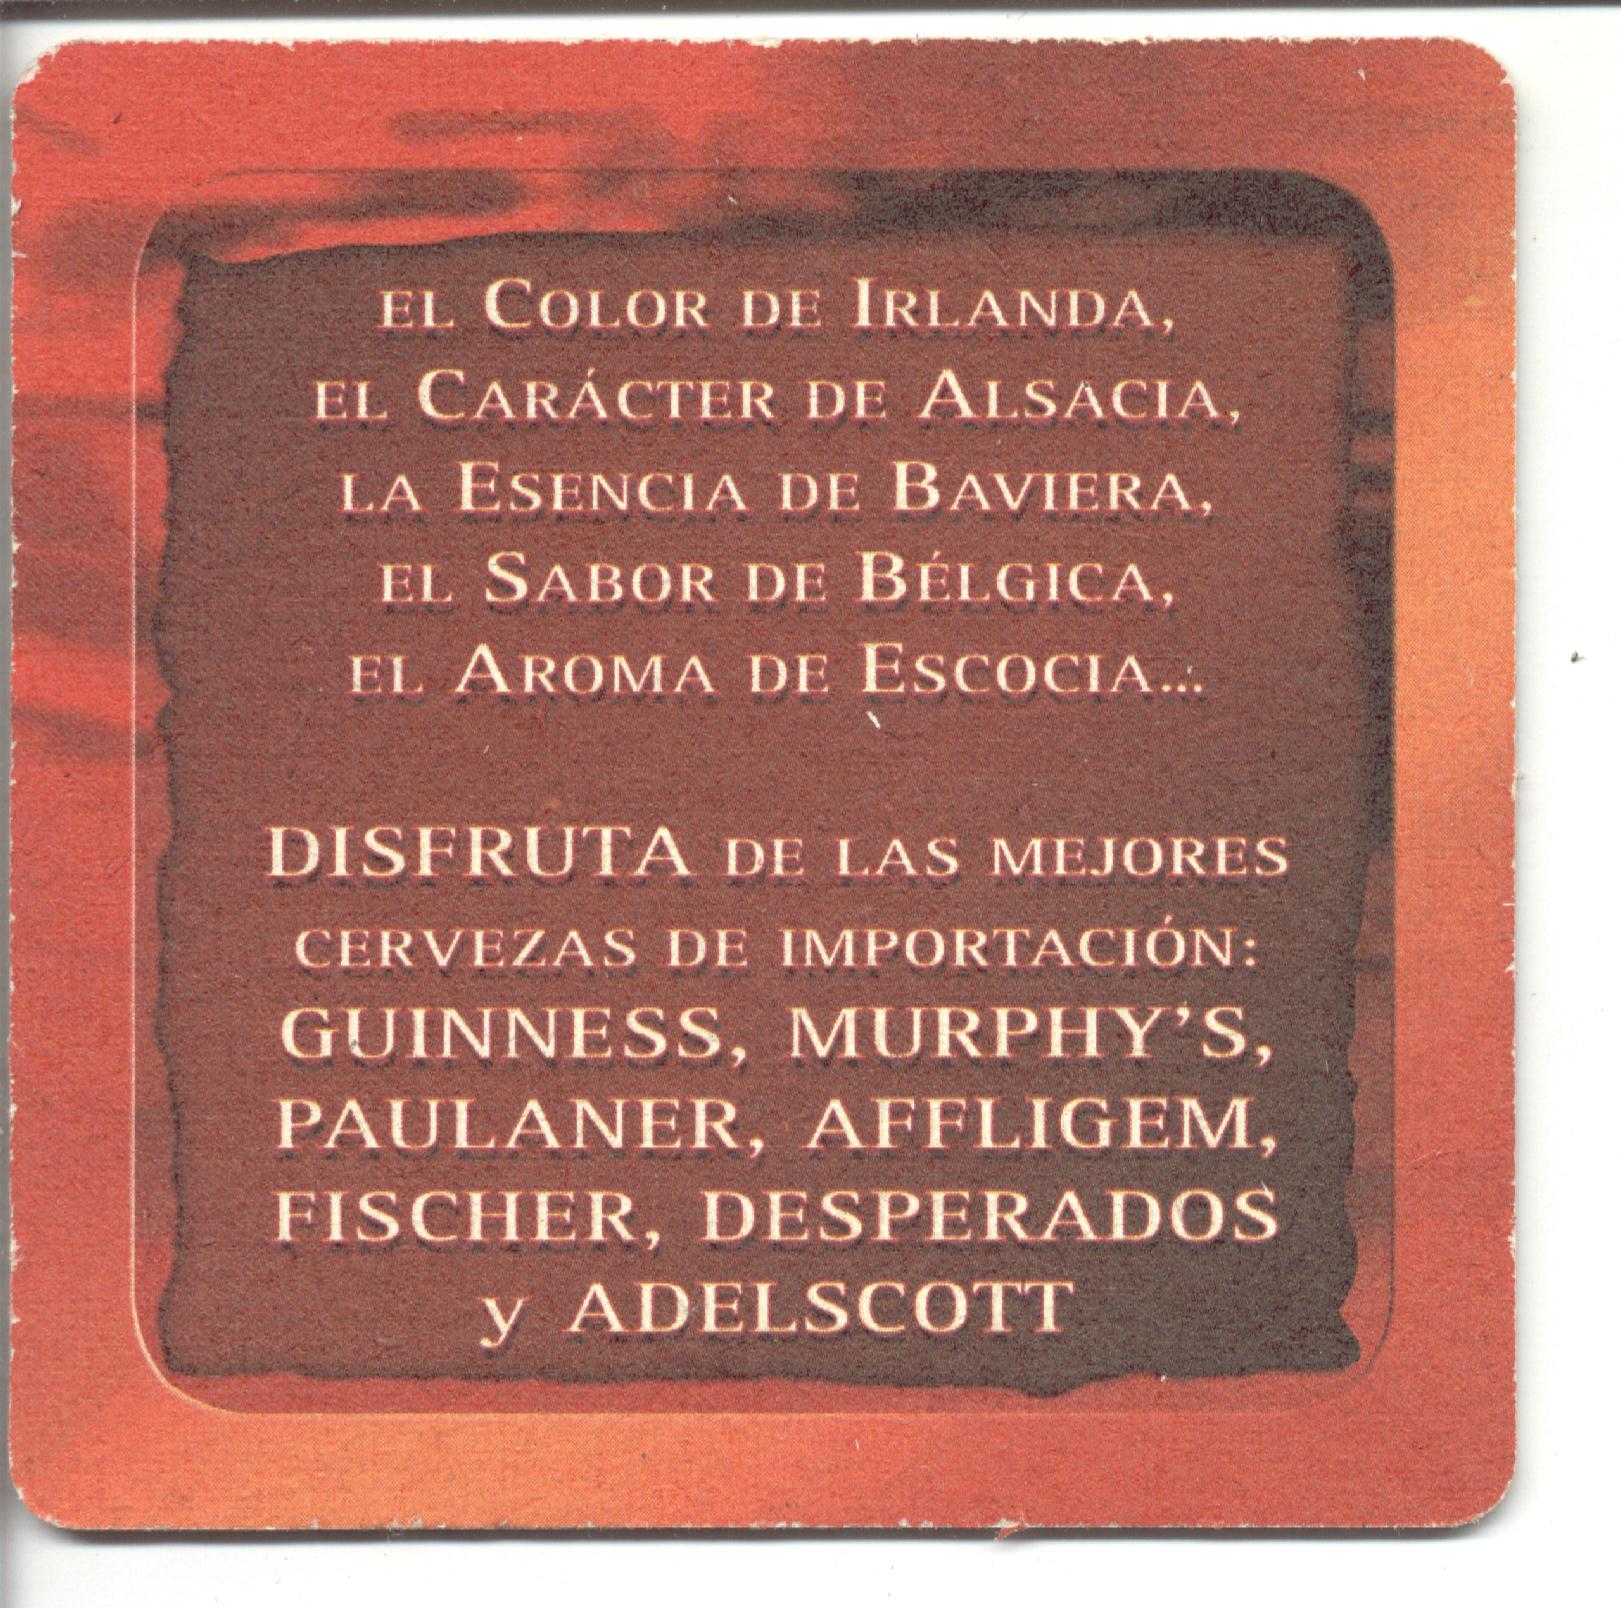 EL COLOR DE IRLANDA,
EL CARÁCTER DE ALSACIA,
LA ESENCIA DE BAVIERA,
EL SABOR DE BÉLGICA,
EL AROMA DE ESCOCIA...
DISFRUTA DE LAS MEJORES
CERVEZAS DE IMPORTACIÓN:
GUINNESS, MURPHY'S,
PAULANER, AFFLIGEM,
FISCHER, DESPERADOS
y ADELSCOTT